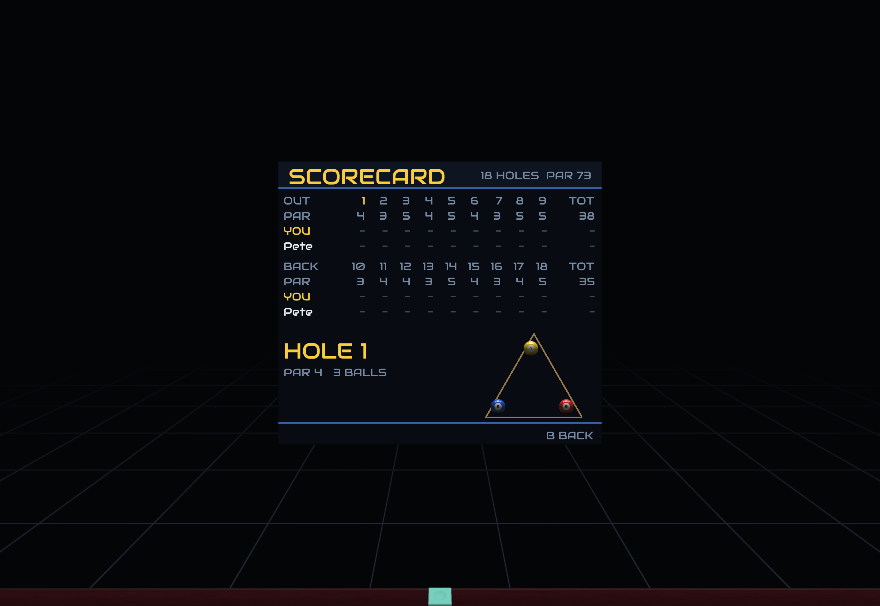 SCORECARD 18 HOLES PAR 73
OUT 1 2 3 4 5 6 7 8 9 TOT
PAR 4 3 5 4 5 4 3 5 5 38
YOU - - - - - - - - - -
Pete - - - - - - - - - -
BACK 10 11 12 13 14 15 16 17 18 TOT
PAR 3 4 4 3 5 4 3 4 5 35
YOU - - - - - - - - - -
Pete - - - - - - - - - -
HOLE 1
PAR 4 3 BALLS
B BACK